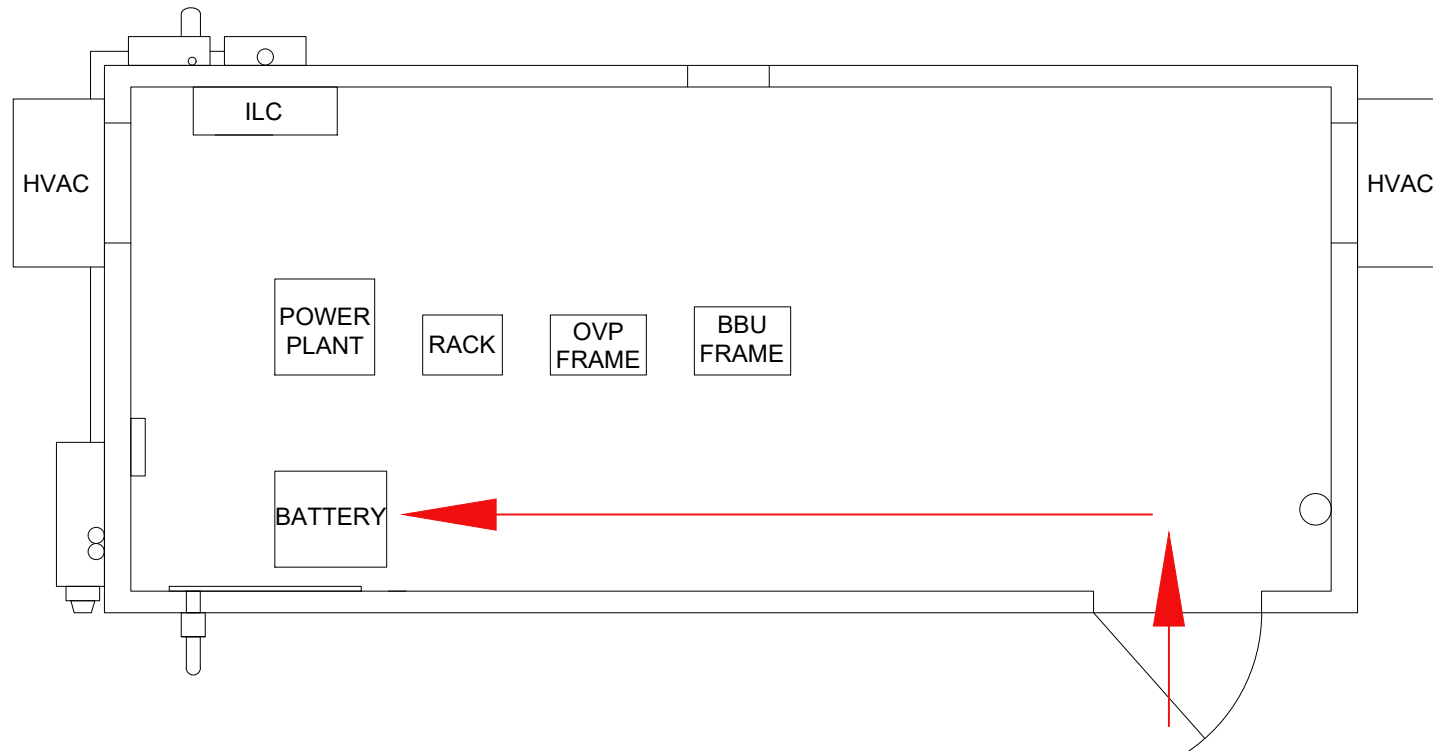 ILC
HVAC
HVAC
POWER
PLANT
RACK
OVP
FRAME
BBU
FRAME
BATTERY